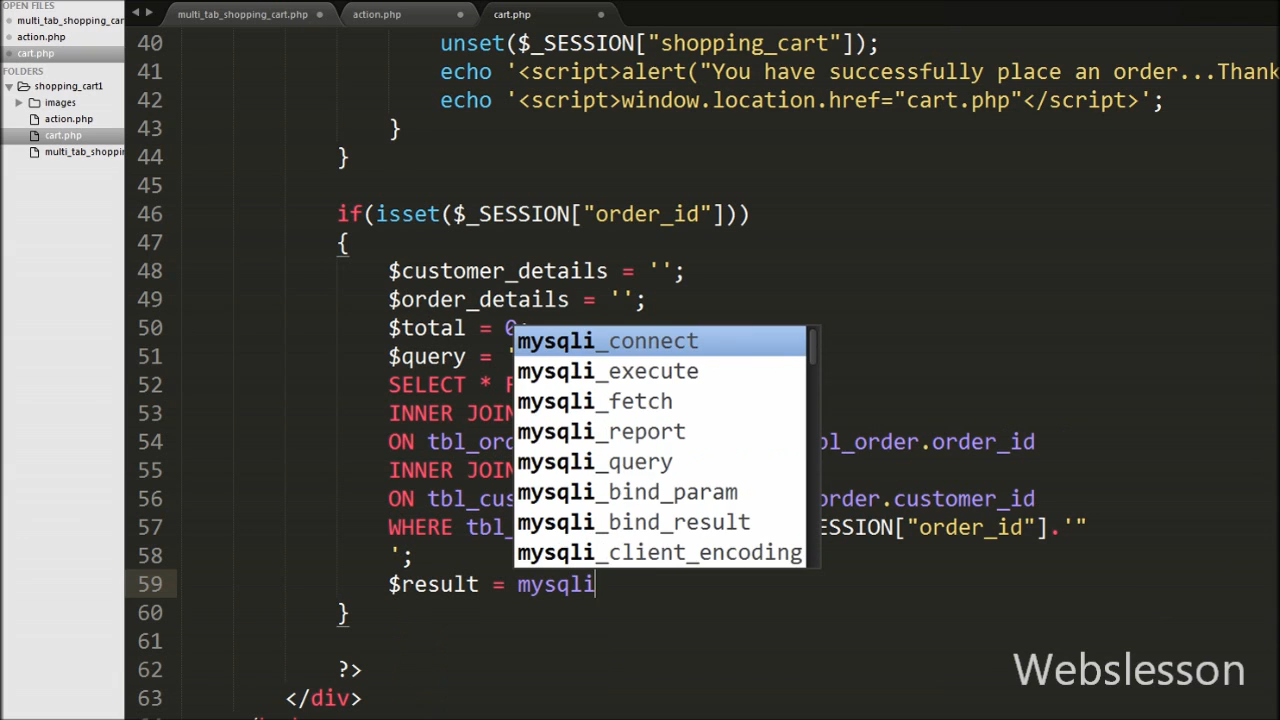 OPEN FILES
multi_tab_shopping_car
action.php
cart.php
FOLDERS
shopping_cart1
images
action.php
cart.php
multi_tab_shoppin
multi_tab_shopping_cart.php
action.php
cart.php
40 unset($_SESSION["shopping_cart"]);
41 echo '<script>alert("You have successfully place an order...Thank
42 echo '<script>window.location.href="cart.php"</script>';
43 }
44 }
45
46 if(isset($_SESSION["order_id"]))
47 {
48 $customer_details = '';
49 $order_details = '';
50 $total = 0;
51 $query = '
52 SELECT * F
53 INNER JOIN
54 ON tbl_ord bl_order.order_id
55 INNER JOIN
56 ON tbl_cus order.customer_id
57 WHERE tbl_ SESSION["order_id"].'"
58 ';
59 $result = mysqli
60 }
61
62 ?>
63 </div>
mysqli_connect
mysqli_execute
mysqli_fetch
mysqli_report
mysqli_query
mysqli_bind_param
mysqli_bind_result
mysqli_client_encoding
Webslesson